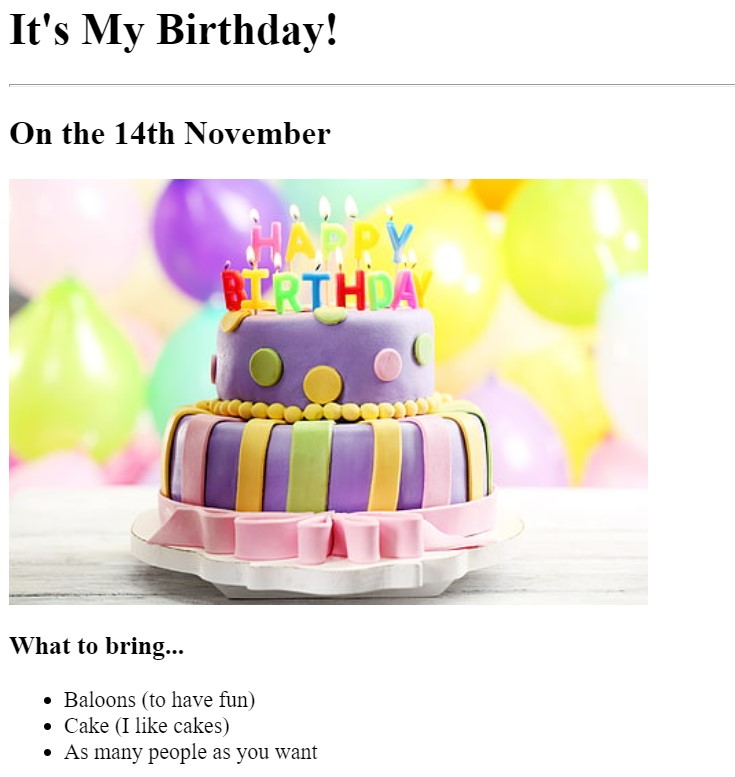 It's My Birthday!
On the 14th November
HAPPY
BIRTHDAY
What to bring...
Baloons (to have fun)
Cake (I like cakes)
As many people as you want